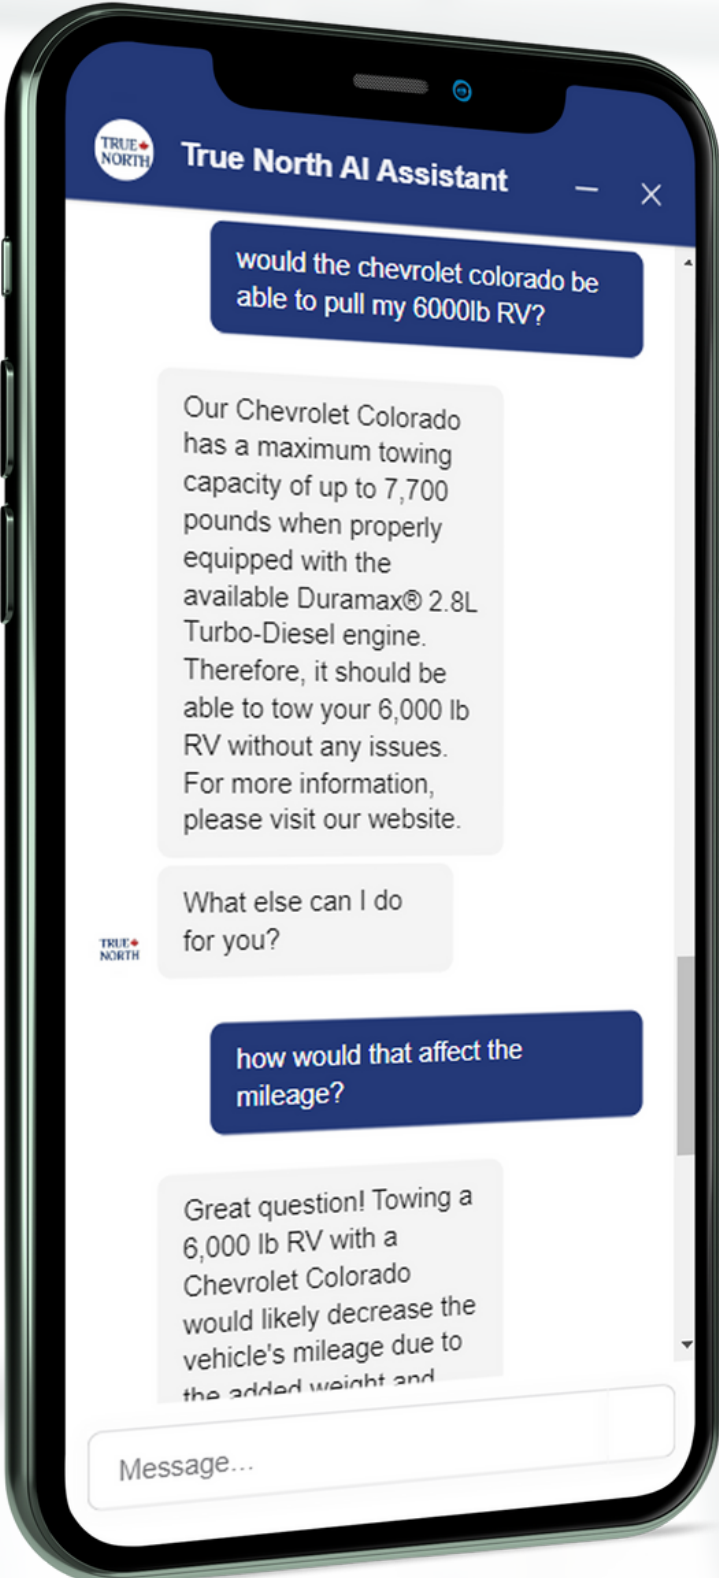 TRUE
NORTH
True North AI Assistant
would the chevrolet colorado be
able to pull my 6000lb RV?
Our Chevrolet Colorado
has a maximum towing
capacity of up to 7,700
pounds when properly
equipped with the
available Duramax® 2.8L
Turbo-Diesel engine.
Therefore, it should be
able to tow your 6,000 lb
RV without any issues.
For more information,
please visit our website.
What else can I do
for you?
TRUE
NORTH
how would that affect the
mileage?
Great question! Towing a
6,000 lb RV with a
Chevrolet Colorado
would likely decrease the
vehicle's mileage due to
the added weight and
Message...